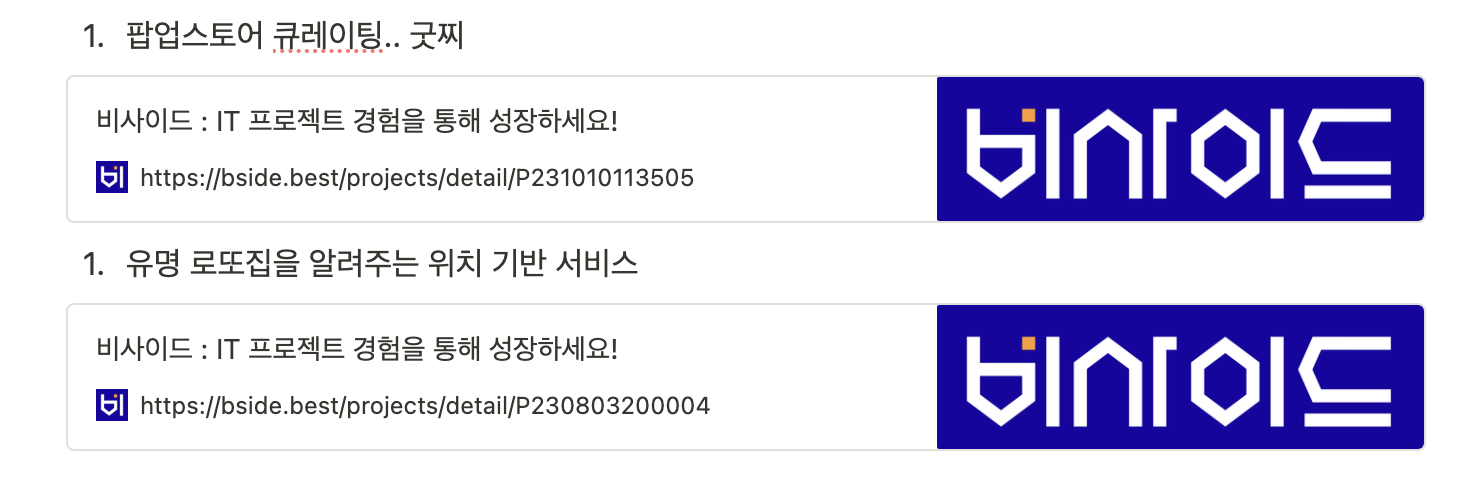 1. 팝업스토어 큐레이팅.. 굿찌
비사이드 : IT 프로젝트 경험을 통해 성장하세요!
비 https://bside.best/projects/detail/P231010113505
비사이드
1. 유명 로또집을 알려주는 위치 기반 서비스
비사이드 : IT 프로젝트 경험을 통해 성장하세요!
비 https://bside.best/projects/detail/P230803200004
비사이드